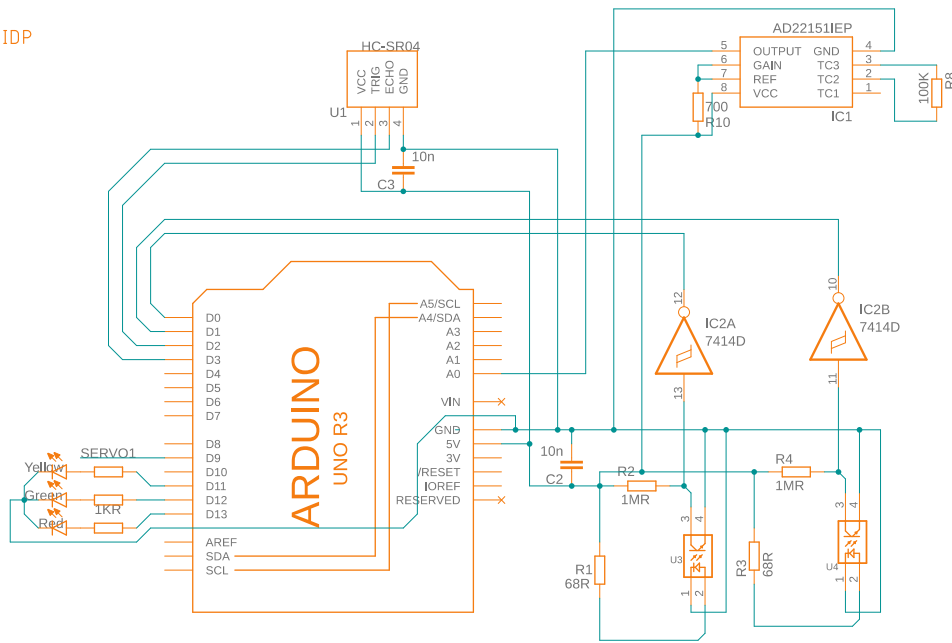 IDP
HC-SR04
VCC
TRIG
ECHO
GND
U1
1
2
3
4
10n
C3
AD22151IEP
5
6
7
8
OUTPUT
GAIN
REF
VCC
GND
TC3
TC2
TC1
4
3
2
1
IC1
700
R10
100K
R8
D0
D1
D2
D3
D4
D5
D6
D7
D8
D9
D10
D11
D12
D13
AREF
SDA
SCL
ARDUINO
UNO R3
A5/SCL
A4/SDA
A3
A2
A1
A0
VIN
GND
5V
3V
/RESET
IOREF
RESERVED
SERVO1
Yellow
Green
Red
1KR
12
IC2A
7414D
13
10
IC2B
7414D
11
10n
C2
R2
1MR
R4
1MR
R1
68R
R3
68R
3
4
U3
1
2
3
4
U4
1
2